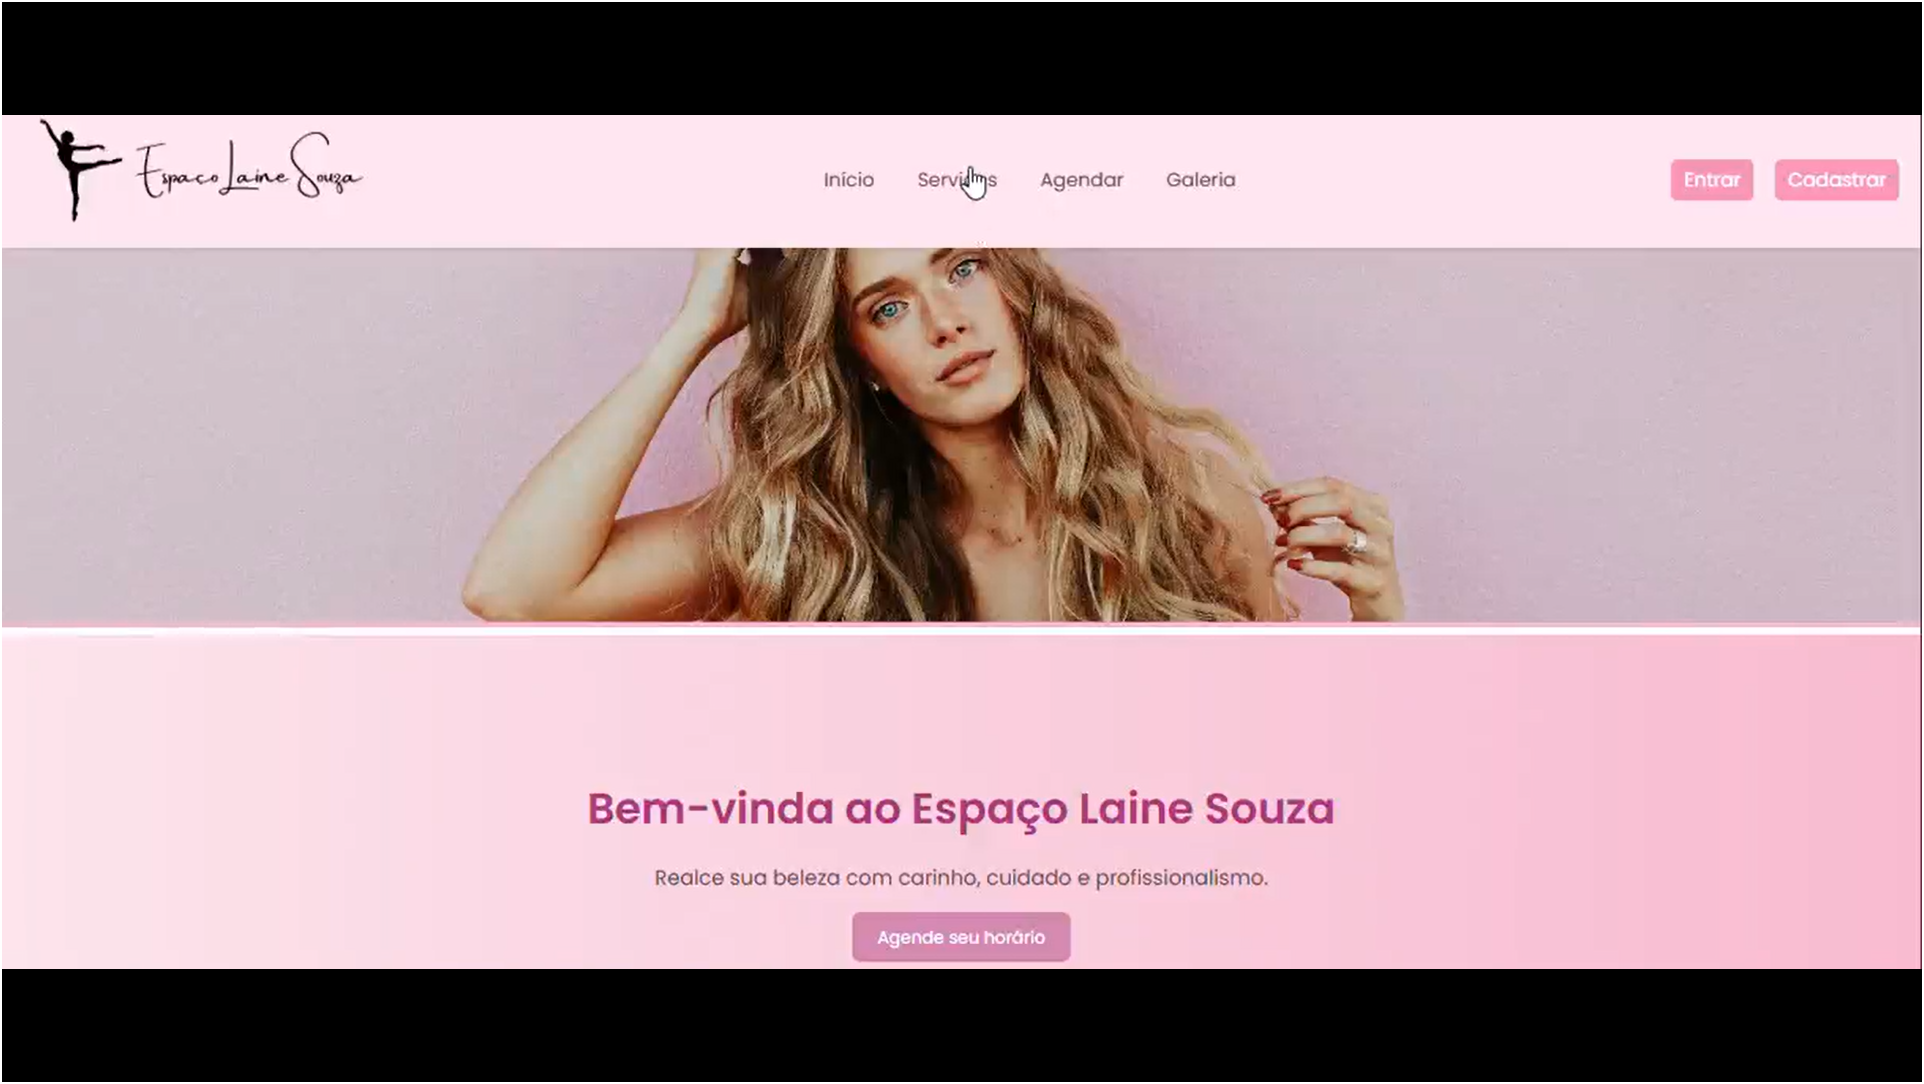 Espaço Laine Souza
Início Serviços Agendar Galeria
Entrar Cadastrar
Bem-vinda ao Espaço Laine Souza
Realce sua beleza com carinho, cuidado e profissionalismo.
Agende seu horário